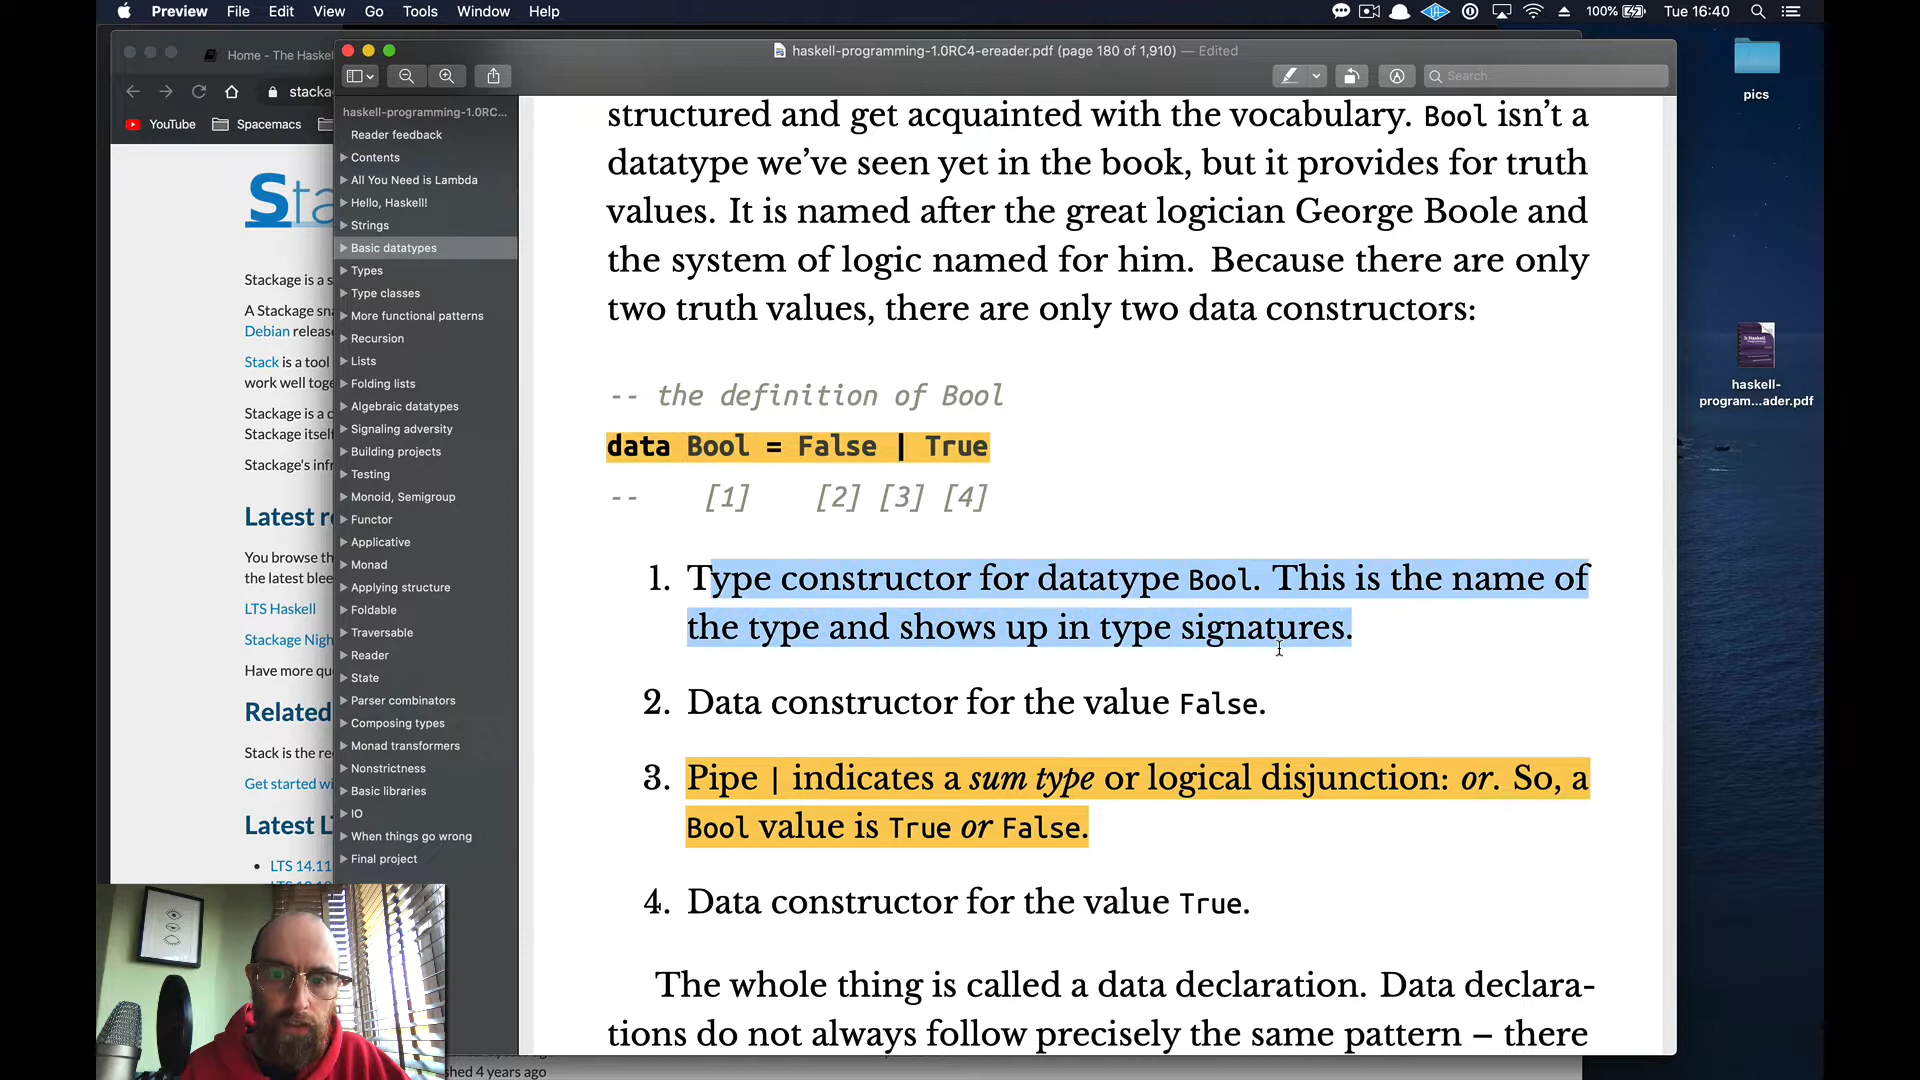 Preview File Edit View Go Tools Window Help
100% Tue 16:40
Home - The Haskel
haskell-programming-1.0RC4-ereader.pdf (page 180 of 1,910) — Edited
stacka
Search
YouTube Spacemacs
haskell-programming-1.0RC...
Reader feedback
Contents
All You Need is Lambda
Hello, Haskell!
Strings
Basic datatypes
Types
Type classes
More functional patterns
Recursion
Lists
Folding lists
Algebraic datatypes
Signaling adversity
Building projects
Testing
Monoid, Semigroup
Functor
Applicative
Monad
Applying structure
Foldable
Traversable
Reader
State
Parser combinators
Composing types
Monad transformers
Nonstrictness
Basic libraries
IO
When things go wrong
Final project
Sta
Stackage is a s
A Stackage sna
Debian releas
Stack is a tool
work well toge
Stackage is a c
Stackage itsel
Stackage's inf
Latest r
You browse th
the latest blee
LTS Haskell
Stackage Nigh
Have more qu
Related
Stack is the re
Get started wi
Latest L
LTS 14.11
structured and get acquainted with the vocabulary. Bool isn’t a
datatype we’ve seen yet in the book, but it provides for truth
values. It is named after the great logician George Boole and
the system of logic named for him. Because there are only
two truth values, there are only two data constructors:
-- the definition of Bool
data Bool = False | True
-- [1] [2] [3] [4]
1. Type constructor for datatype Bool. This is the name of
the type and shows up in type signatures.
2. Data constructor for the value False.
3. Pipe | indicates a sum type or logical disjunction: or. So, a
Bool value is True or False.
4. Data constructor for the value True.
The whole thing is called a data declaration. Data declara-
tions do not always follow precisely the same pattern – there
shed 4 years ago
pics
haskell-
program...ader.pdf